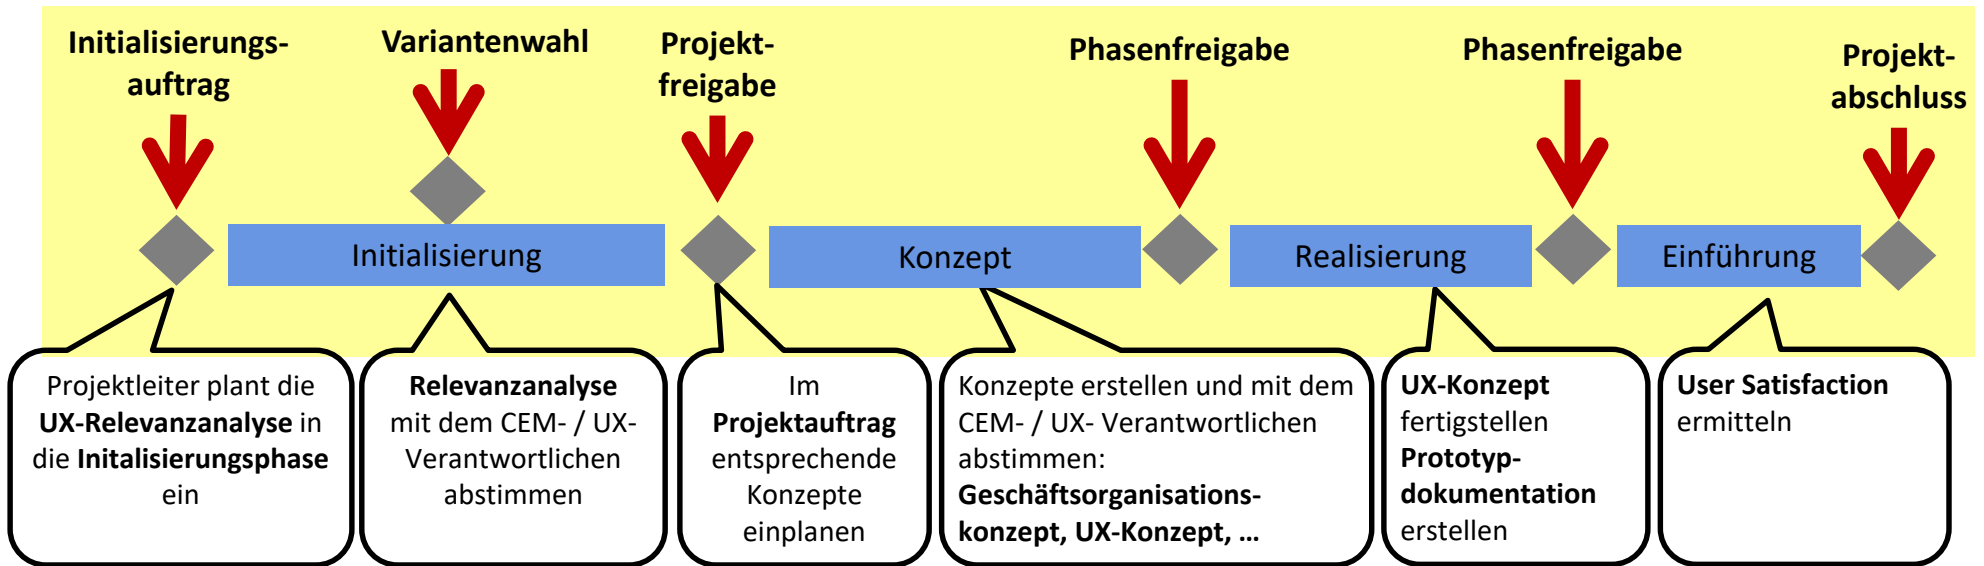 Initialisierungs-
auftrag
Variantenwahl
Projekt-
freigabe
Phasenfreigabe
Phasenfreigabe
Projekt-
abschluss
Initialisierung
Konzept
Realisierung
Einführung
Projektleiter plant die
UX-Relevanzanalyse in
die Initalisierungsphase
ein
Relevanzanalyse
mit dem CEM- / UX-
Verantwortlichen
abstimmen
Im
Projektauftrag
entsprechende
Konzepte
einplanen
Konzepte erstellen und mit dem
CEM- / UX- Verantwortlichen
abstimmen:
Geschäftsorganisations-
konzept, UX-Konzept, ...
UX-Konzept
fertigstellen
Prototyp-
dokumentation
erstellen
User Satisfaction
ermitteln